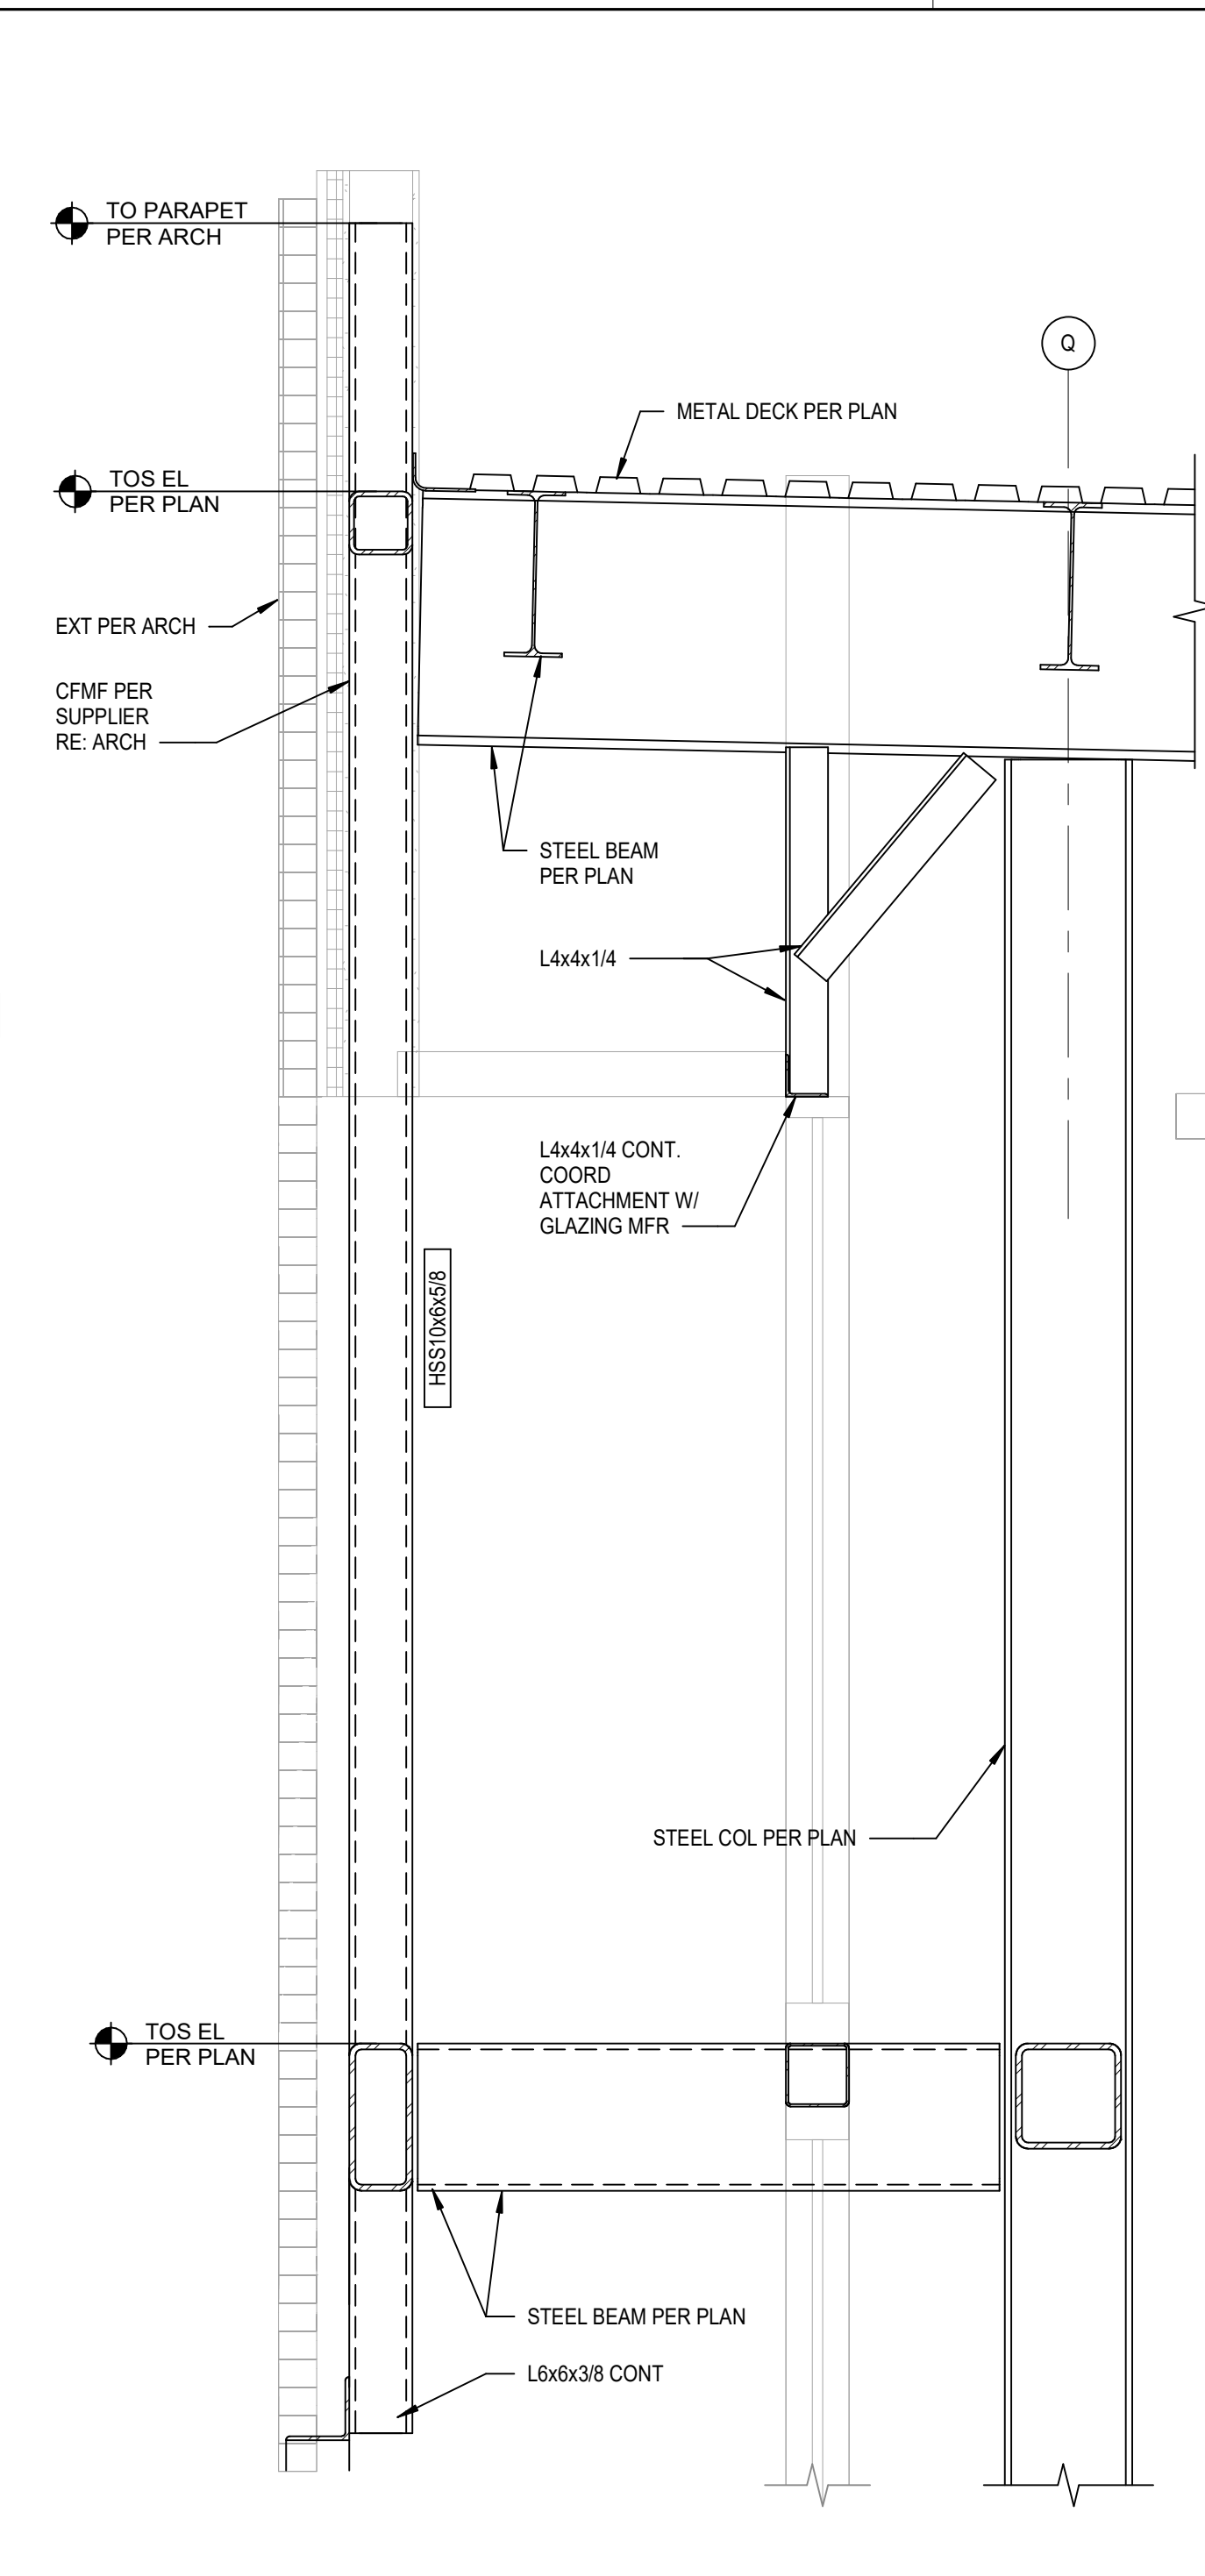 TO PARAPET
PER ARCH
Q
METAL DECK PER PLAN
TOS EL
PER PLAN
EXT PER ARCH
CFMF PER
SUPPLIER
RE: ARCH
STEEL BEAM
PER PLAN
L4x4x1/4
L4x4x1/4 CONT.
COORD
ATTACHMENT W/
GLAZING MFR
HSS10x6x5/8
STEEL COL PER PLAN
TOS EL
PER PLAN
STEEL BEAM PER PLAN
L6x6x3/8 CONT